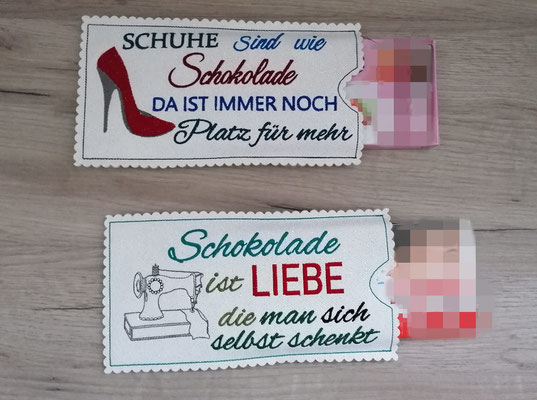 SCHUHE sind wie
Schokolade
DA IST IMMER NOCH
Platz für mehr
Schokolade
ist LIEBE
die man sich
selbst schenkt